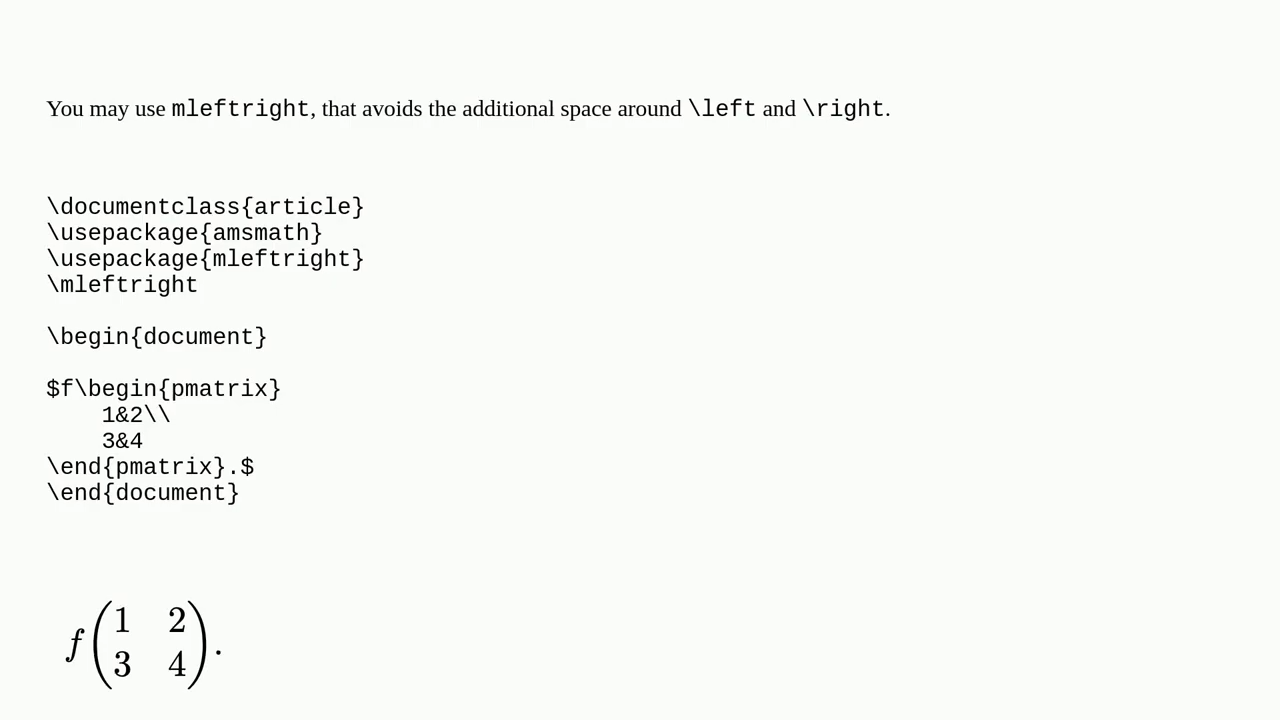 You may use mleftright, that avoids the additional space around \left and \right.
\documentclass{article}
\usepackage{amsmath}
\usepackage{mleftright}
\mleftright
\begin{document}
$f\begin{pmatrix}
    1&2\\
    3&4
\end{pmatrix}.$
\end{document}
f(1 2
3 4).